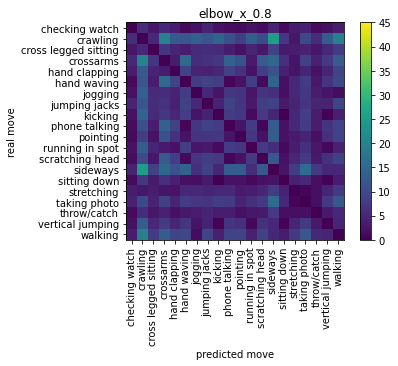 elbow_x_0.8
real move
checking watch
crawling
cross legged sitting
crossarms
hand clapping
hand waving
jogging
jumping jacks
kicking
phone talking
pointing
running in spot
scratching head
sideways
sitting down
stretching
taking photo
throw/catch
vertical jumping
walking
checking watch
crawling
cross legged sitting
crossarms
hand clapping
hand waving
jogging
jumping jacks
kicking
phone talking
pointing
running in spot
scratching head
sideways
sitting down
stretching
taking photo
throw/catch
vertical jumping
walking
predicted move
45
40
35
30
25
20
15
10
5
0